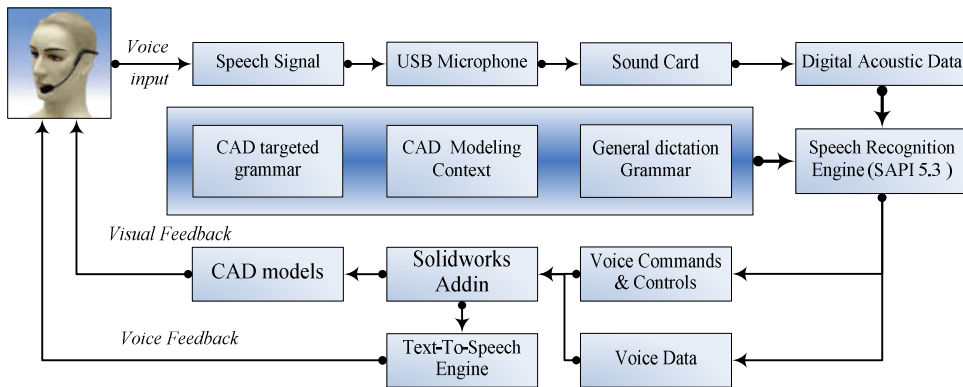 Voice
input
Speech Signal
USB Microphone
Sound Card
Digital Acoustic Data
CAD targeted
grammar
CAD Modeling
Context
General dictation
Grammar
Speech Recognition
Engine (SAPI 5.3 )
Visual Feedback
CAD models
Solidworks
Addin
Voice Commands
& Controls
Voice Feedback
Text-To-Speech
Engine
Voice Data